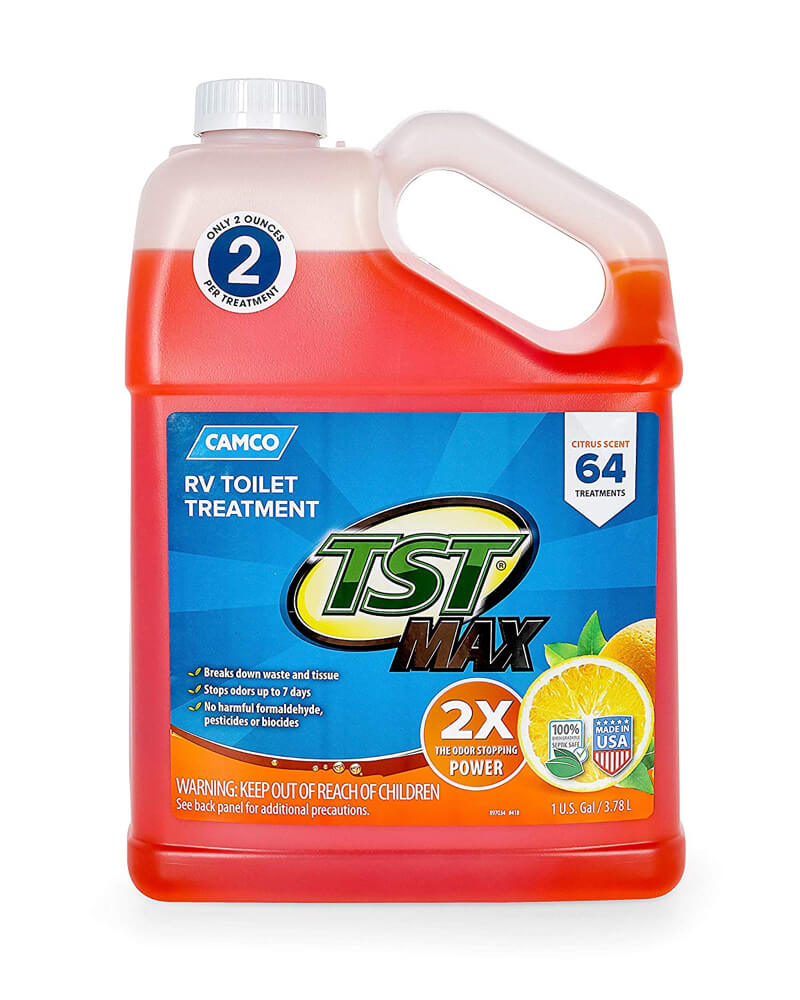 ONLY 2 OUNCES
2
PER TREATMENT
CAMCO
RV TOILET
TREATMENT
CITRUS SCENT
64
TREATMENTS
TST®
MAX
Breaks down waste and tissue
Stops odors up to 7 days
No harmful formaldehyde,
pesticides or biocides
2X
THE ODOR STOPPING
POWER
100%
BIODEGRADABLE
SEPTIC SAFE
MADE IN
USA
WARNING: KEEP OUT OF REACH OF CHILDREN
See back panel for additional precautions.
1 U.S. Gal / 3.78 L